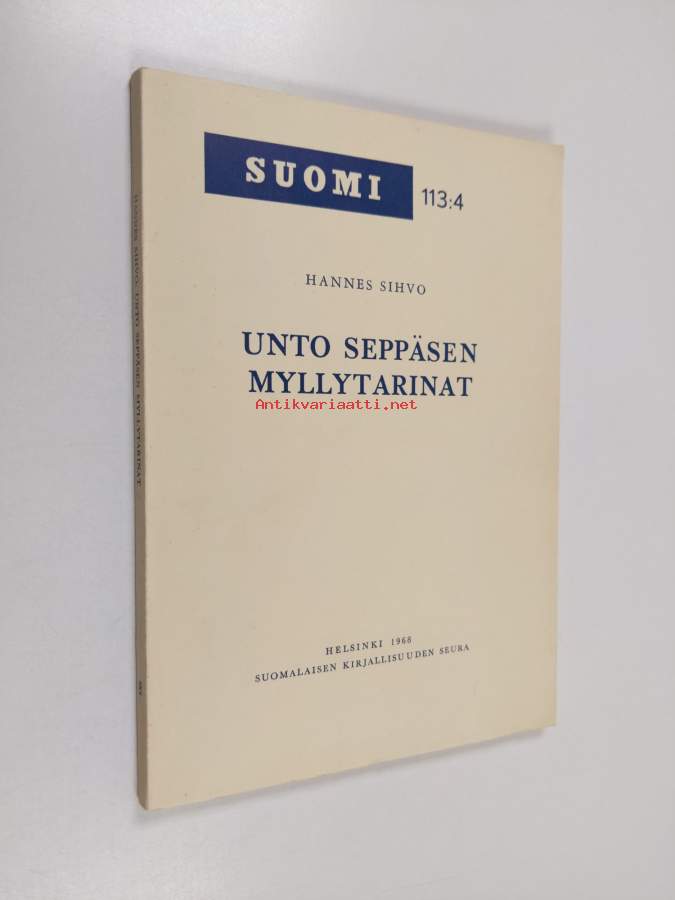 SUOMI 113:4
HANNES SIHVO
UNTO SEPPÄSEN
MYLLYTARINAT
Antikvariaatti.net
HELSINKI 1968
SUOMALAISEN KIRJALLISUUDEN SEURA
HANNES SIHVO. UNTO SEPPÄSEN MYLLYTARINAT